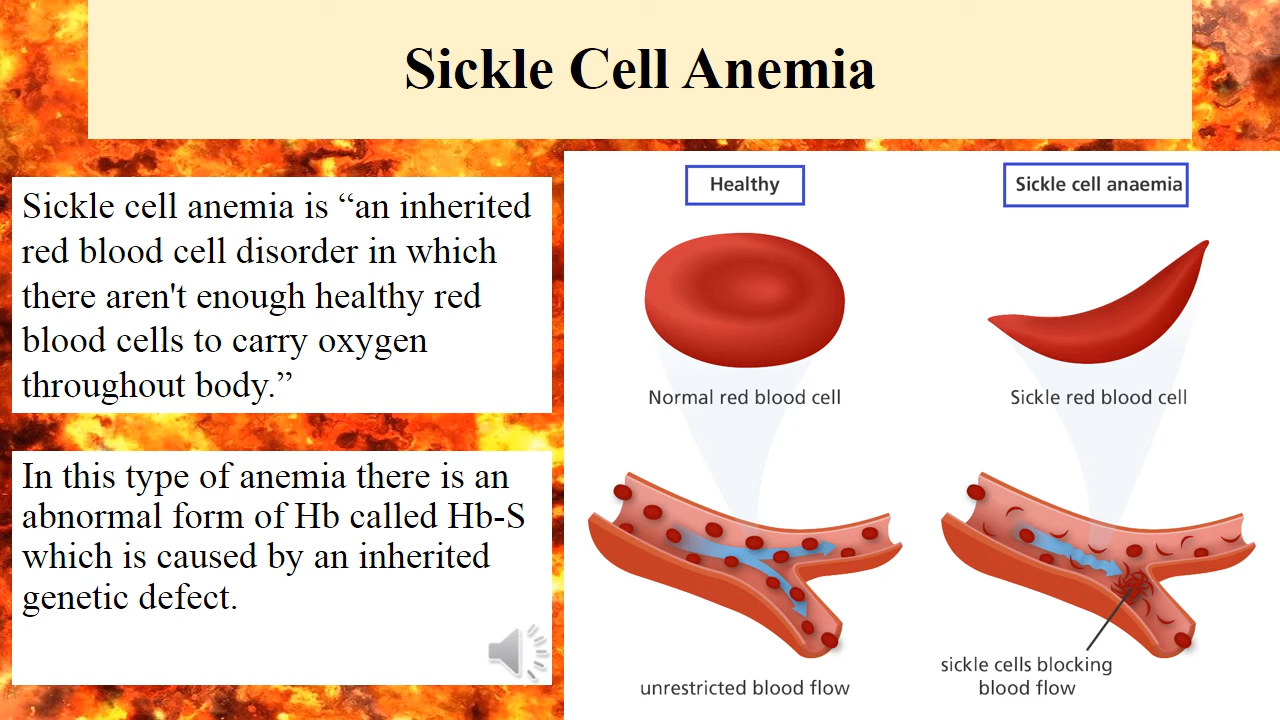 Sickle Cell Anemia
Sickle cell anemia is “an inherited
red blood cell disorder in which
there aren't enough healthy red
blood cells to carry oxygen
throughout body.”
In this type of anemia there is an
abnormal form of Hb called Hb-S
which is caused by an inherited
genetic defect.
Healthy
Sickle cell anaemia
Normal red blood cell
Sickle red blood cell
unrestricted blood flow
sickle cells blocking
blood flow